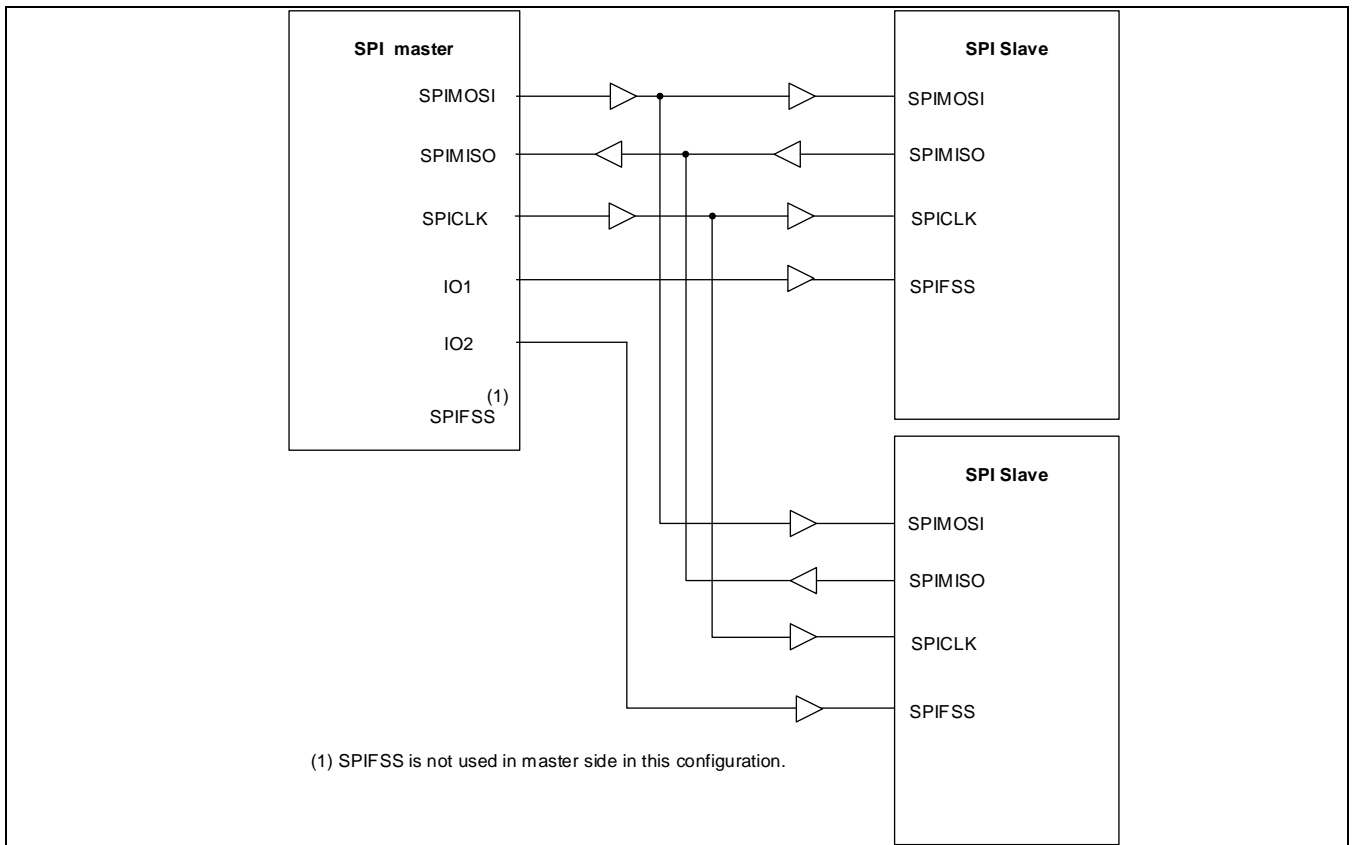 SPI master
SPIMOSI
SPIMISO
SPICLK
IO1
IO2
(1)
SPIFSS
SPI Slave
SPIMOSI
SPIMISO
SPICLK
SPIFSS
SPI Slave
SPIMOSI
SPIMISO
SPICLK
SPIFSS
(1) SPIFSS is not used in master side in this configuration.